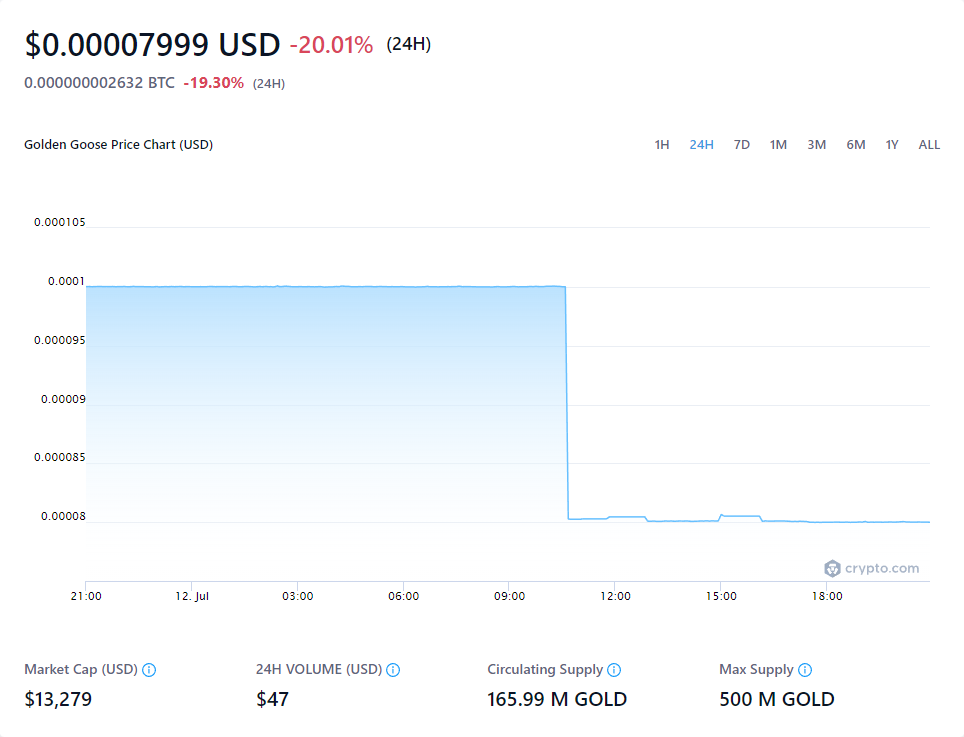 $0.00007999 USD -20.01% (24H)
0.000000002632 BTC -19.30% (24H)
Golden Goose Price Chart (USD) 1H 24H 7D 1M 3M 6M 1Y ALL
0.000105
0.0001
0.000095
0.00009
0.000085
0.00008
crypto.com
21:00 12. Jul 03:00 06:00 09:00 12:00 15:00 18:00
Market Cap (USD) 24H VOLUME (USD) Circulating Supply Max Supply
$13,279 $47 165.99 M GOLD 500 M GOLD